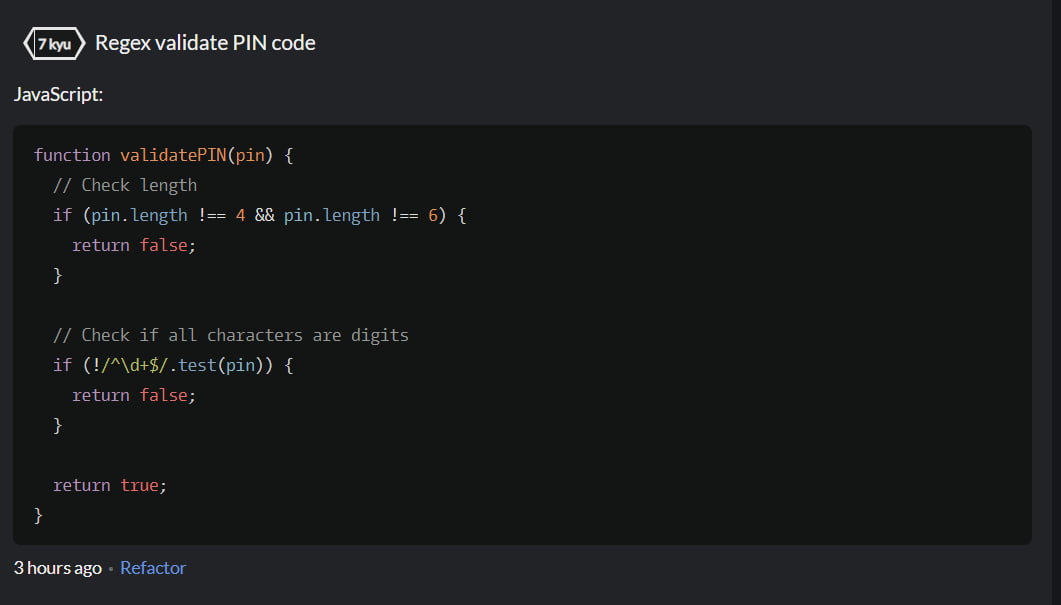 7 kyu Regex validate PIN code
JavaScript:
function validatePIN(pin) {
  // Check length
  if (pin.length !== 4 && pin.length !== 6) {
    return false;
  }
  // Check if all characters are digits
  if (!/^\d+$/.test(pin)) {
    return false;
  }
  return true;
}
3 hours ago • Refactor